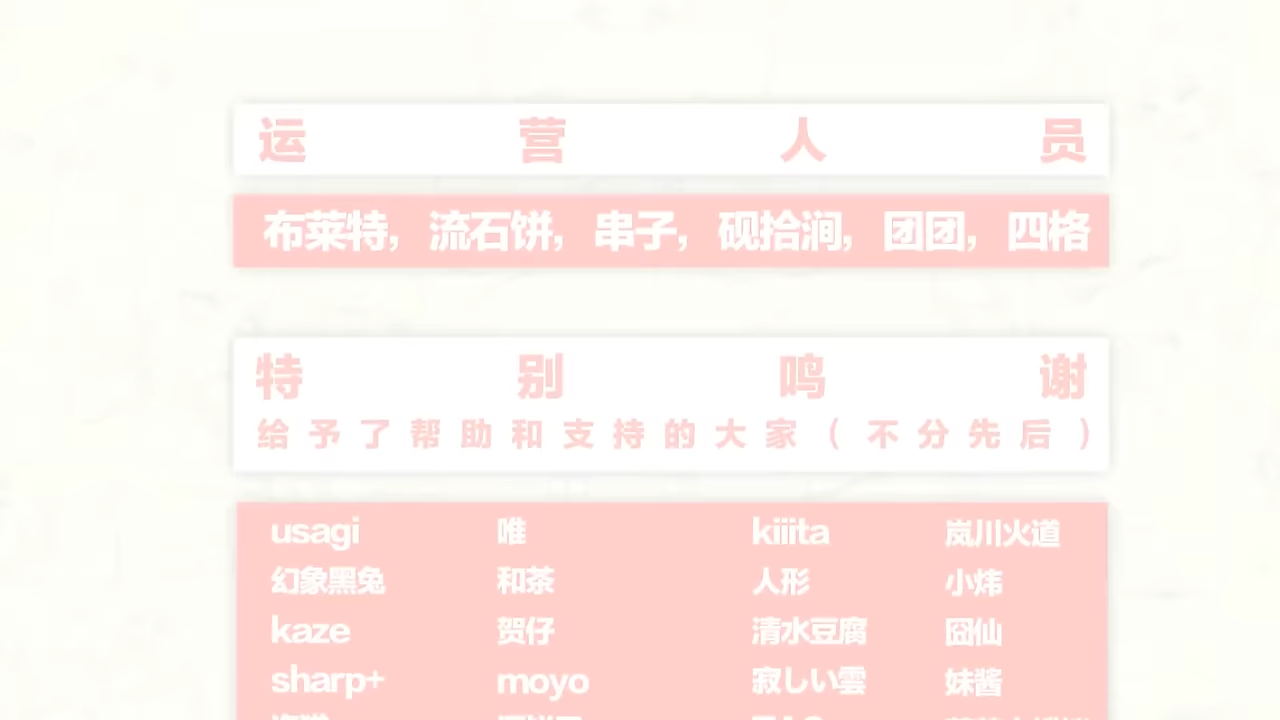 运营人员
布莱特，流石饼，串子，砚拾涧，团团，四格
特别鸣谢
给予了帮助和支持的大家（不分先后）
usagi 唯 kiiita 岚川火道
幻象黑兔 和茶 人形 小炜
kaze 贺仔 清水豆腐 囧仙
sharp+ moyo 寂しい雲 妹酱